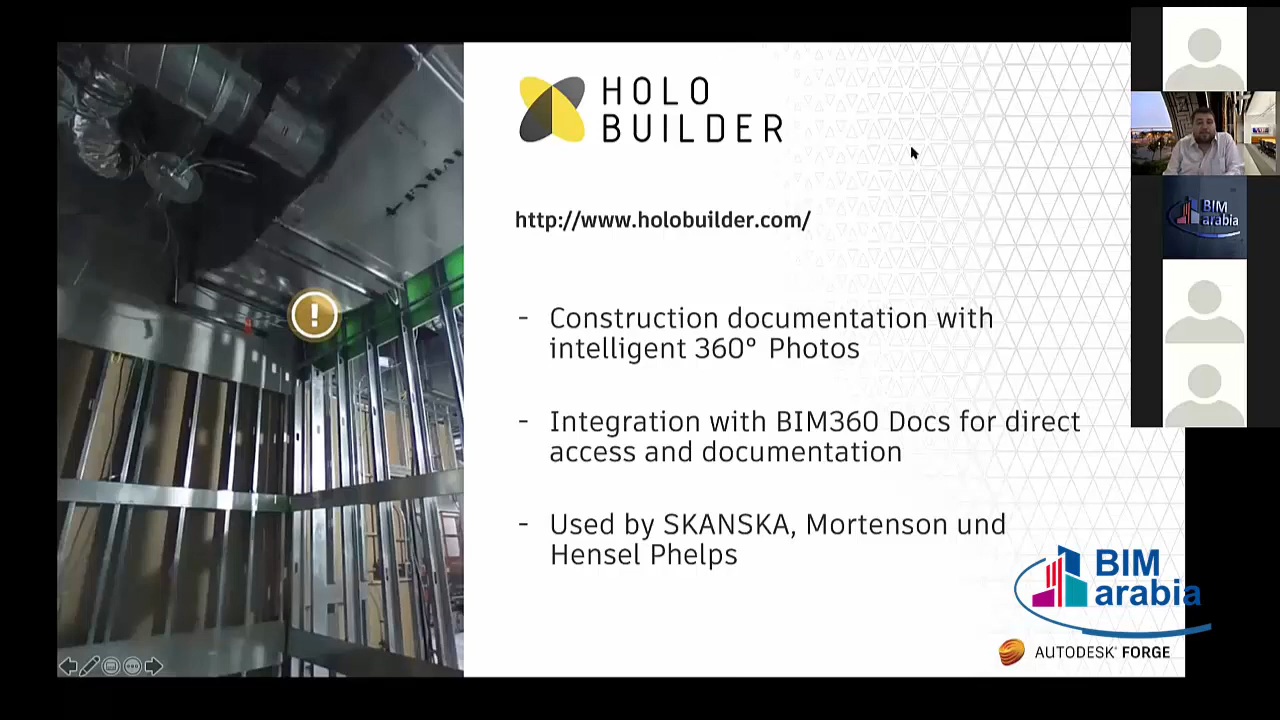 HOLO
BUILDER
http://www.holobuilder.com/
- Construction documentation with
intelligent 360° Photos
- Integration with BIM360 Docs for direct
access and documentation
- Used by SKANSKA, Mortenson und
Hensel Phelps
BIM
arabia
AUTODESK® FORGE
BIM
arabia